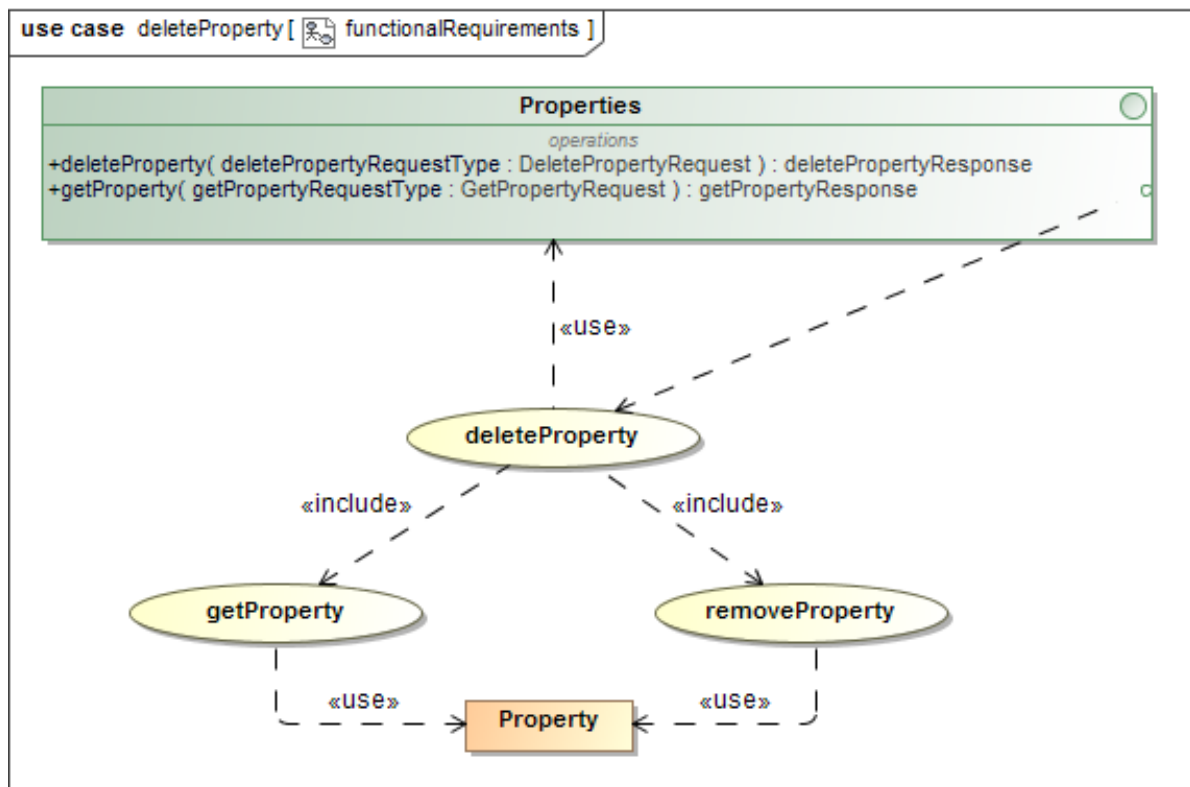 use case deleteProperty [ functionalRequirements ]
Properties
operations
+deleteProperty( deletePropertyRequestType : DeletePropertyRequest ) : deletePropertyResponse
+getProperty( getPropertyRequestType : GetPropertyRequest ) : getPropertyResponse
«use»
deleteProperty
«include» «include»
getProperty removeProperty
«use» «use»
Property